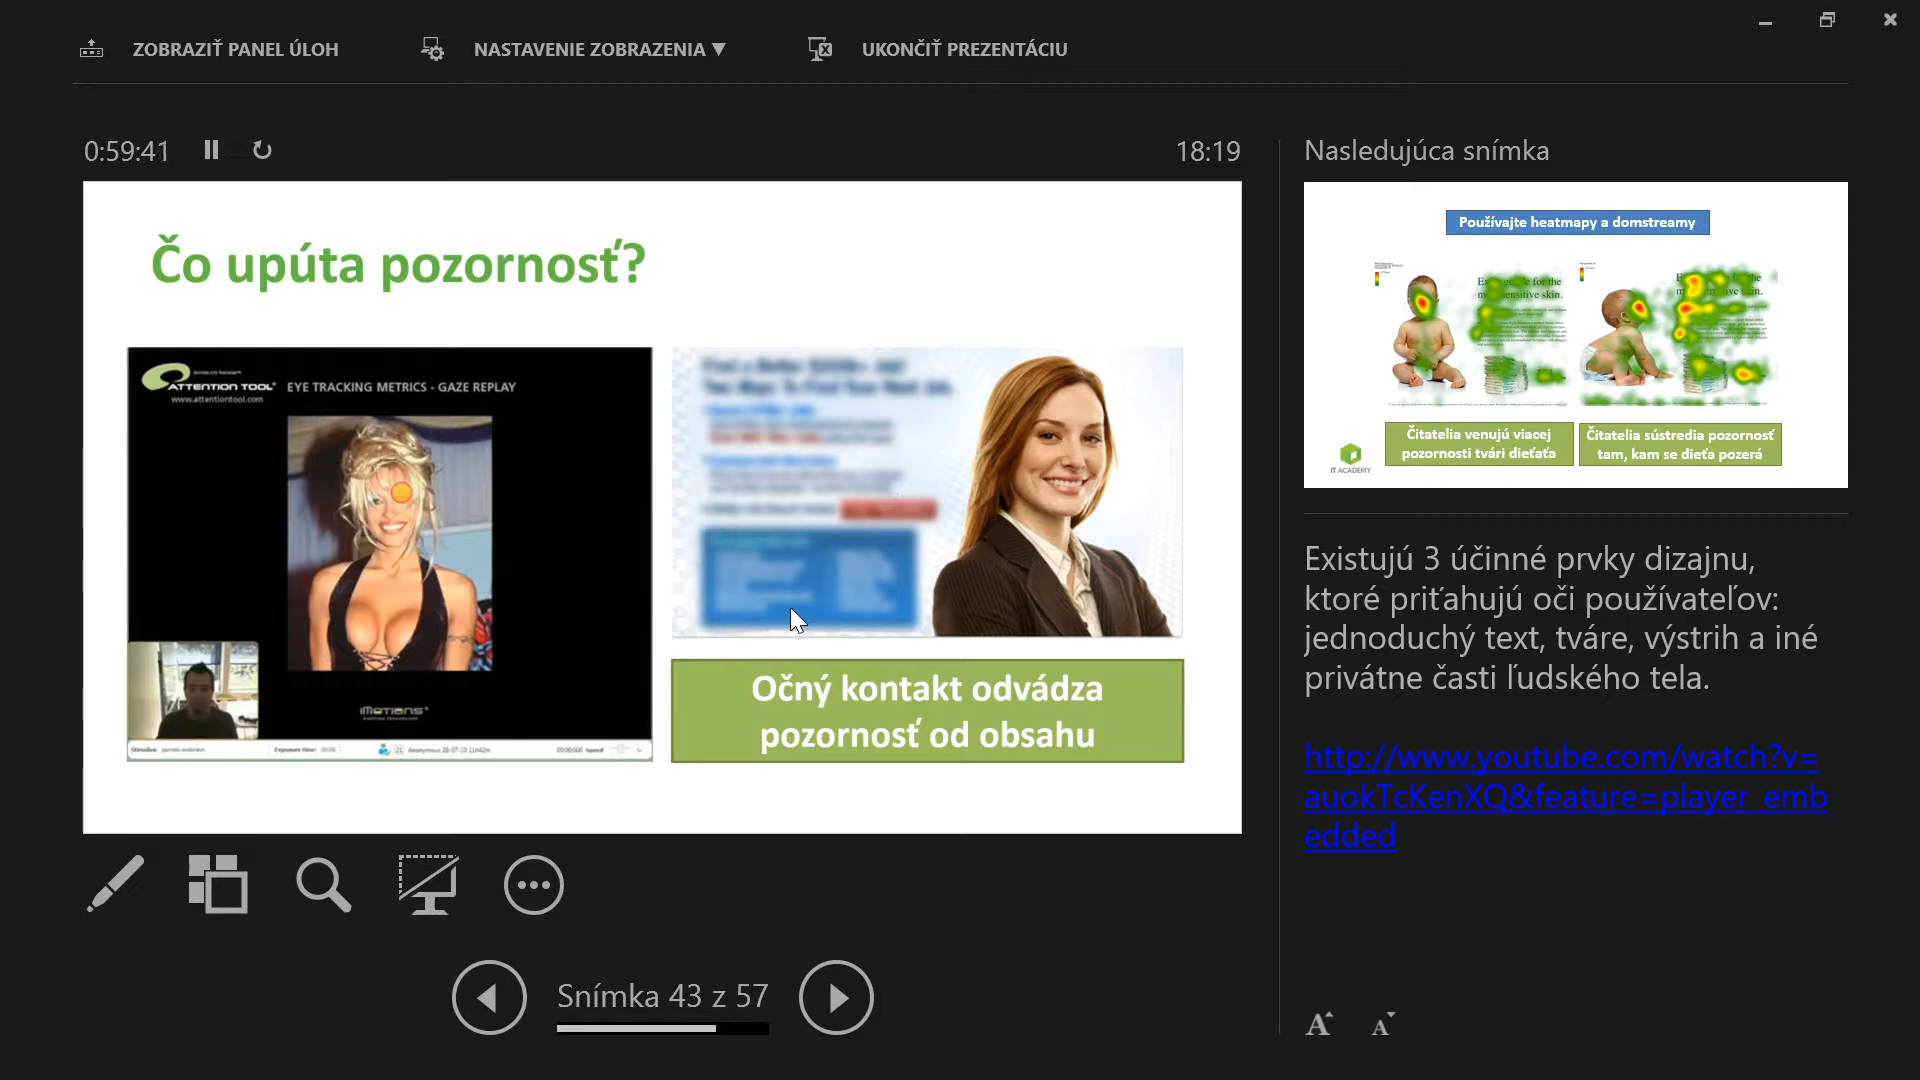 ZOBRAZIŤ PANEL ÚLOH
NASTAVENIE ZOBRAZENIA ▼
UKONČIŤ PREZENTÁCIU
0:59:41
18:19
Čo upúta pozornosť?
ATTENTION TOOL
www.attentiontool.com
EYE TRACKING METRICS - GAZE REPLAY
iMOTIONS
Očný kontakt odvádza
pozornosť od obsahu
Snímka 43 z 57
Nasledujúca snímka
Používajte heatmapy a domstreamy
Čitatelia venujú viacej
pozornosti tvári dieťaťa
Čitatelia sústredia pozornosť
tam, kam se dieťa pozerá
IT ACADEMY
Existujú 3 účinné prvky dizajnu,
ktoré priťahujú oči používateľov:
jednoduchý text, tváre, výstrih a iné
privátne časti ľudského tela.
http://www.youtube.com/watch?v=
auokTcKenXQ&feature=player_emb
edded
A A